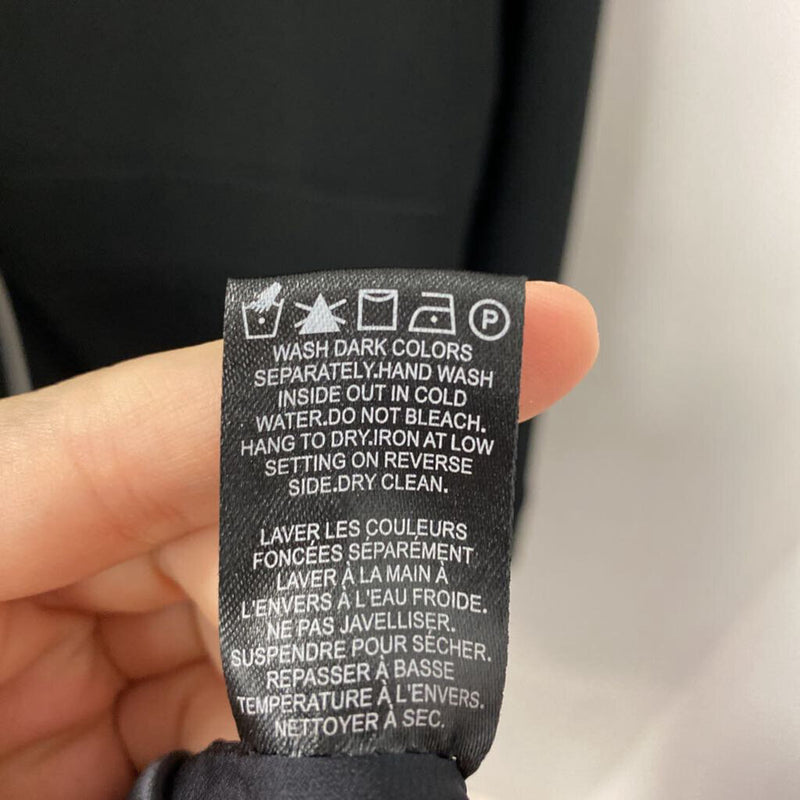 P
WASH DARK COLORS
SEPARATELY.HAND WASH
INSIDE OUT IN COLD
WATER.DO NOT BLEACH.
HANG TO DRY.IRON AT LOW
SETTING ON REVERSE
SIDE.DRY CLEAN.
LAVER LES COULEURS
FONCÉES SÉPARÉMENT
LAVER À LA MAIN À
L'ENVERS À L'EAU FROIDE.
NE PAS JAVELLISER.
SUSPENDRE POUR SÉCHER.
REPASSER À BASSE
TEMPÉRATURE À L'ENVERS.
NETTOYER À SEC.